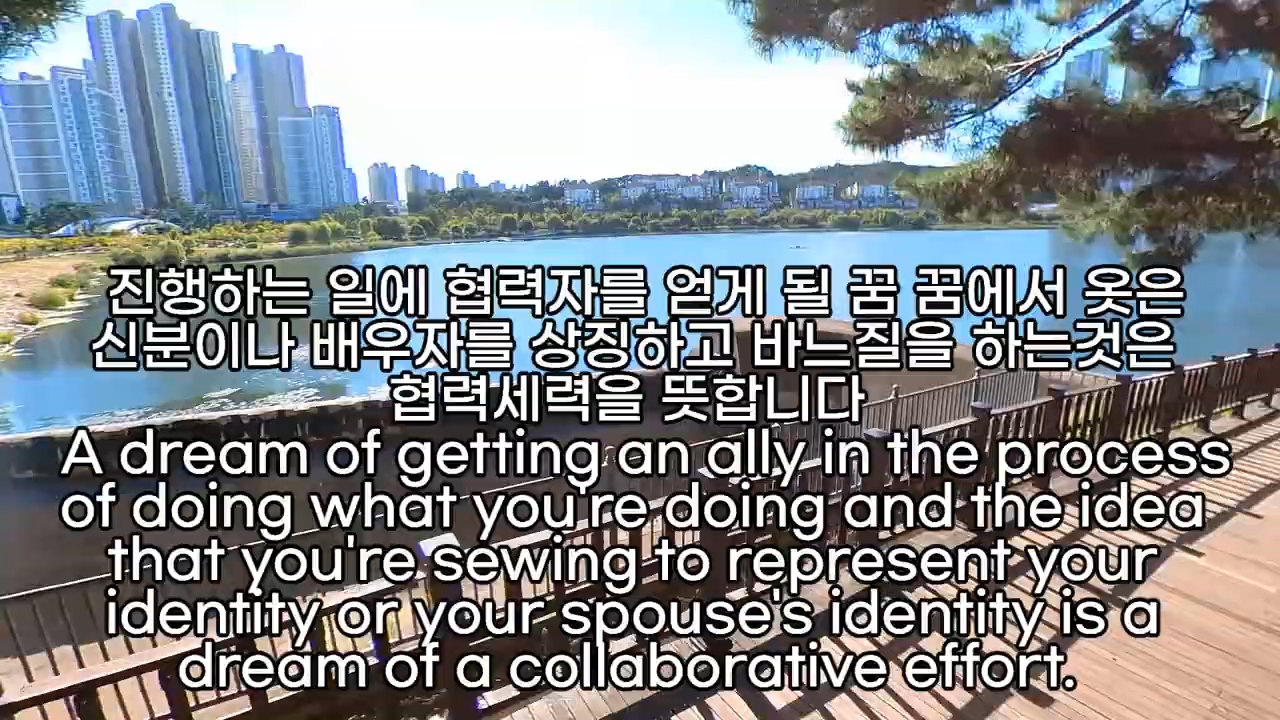 진행하는 일에 협력자를 얻게 될 꿈 꿈에서 옷은
신분이나 배우자를 상징하고 바느질을 하는것은
협력세력을 뜻합니다
A dream of getting an ally in the process
of doing what you're doing and the idea
that you're sewing to represent your
identity or your spouse's identity is a
dream of a collaborative effort.